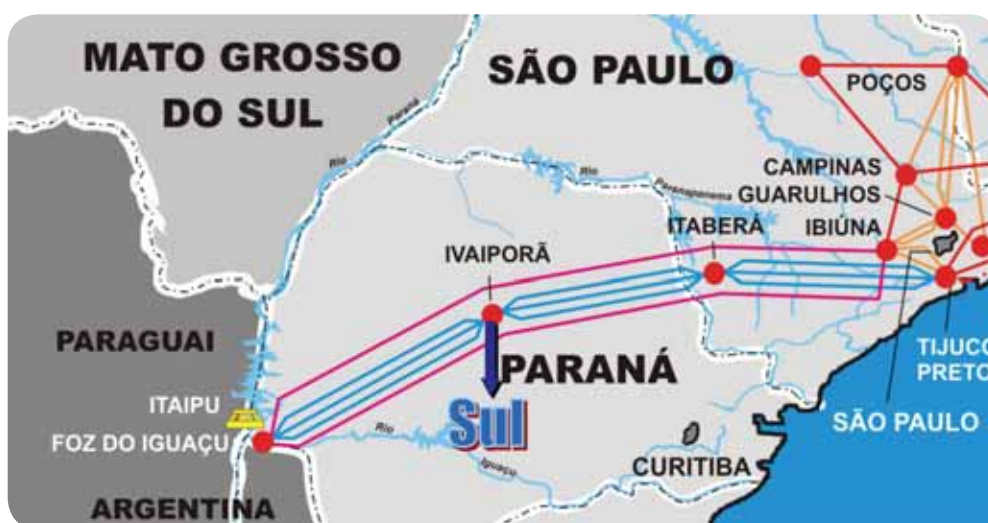 MATO GROSSO
DO SUL
SÃO PAULO
POÇOS
Paraná
Rio
Rio
Paranapanema
CAMPINAS
GUARULHOS
IBIÚNA
ITABERÁ
IVAIPORÃ
PARAGUAI
PARANÁ
TIJUCO
PRETO
ITAIPU
SÃO PAULO
FOZ DO IGUAÇU
Sul
Rio
Iguaçu
CURITIBA
ARGENTINA